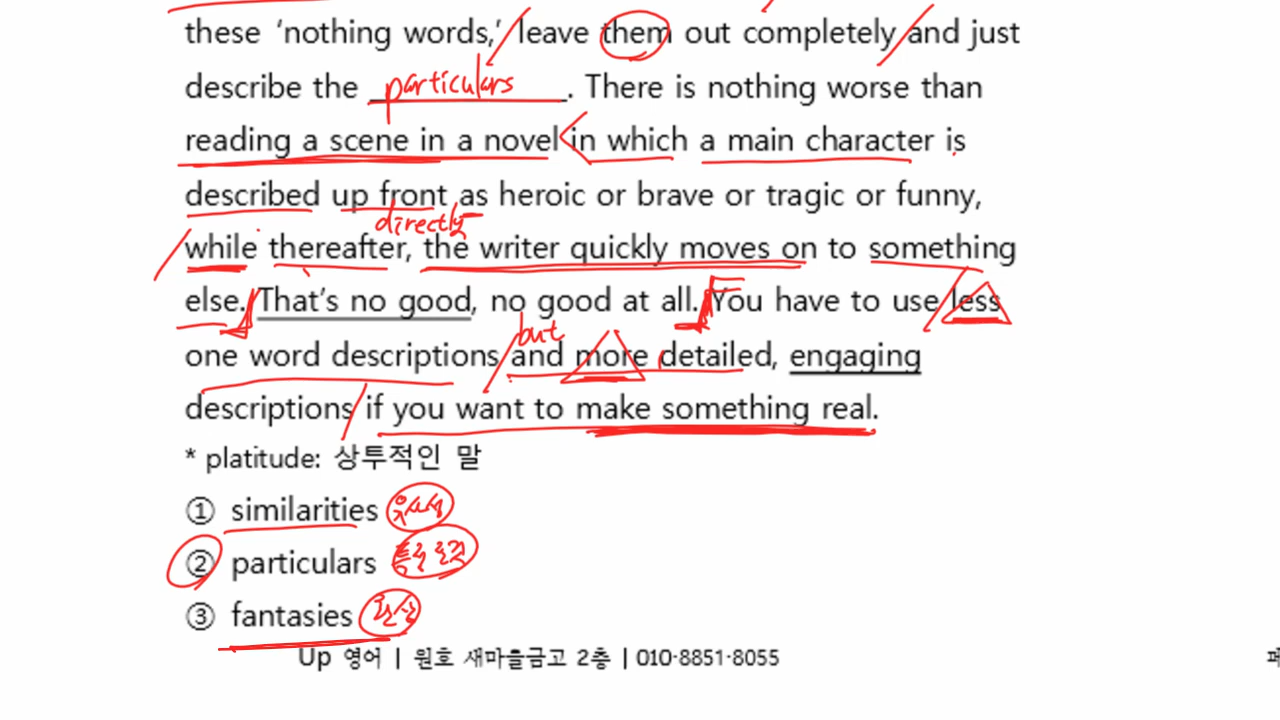 these ‘nothing words,’ leave them out completely and just
describe the particulars. There is nothing worse than
reading a scene in a novel in which a main character is
described up front as heroic or brave or tragic or funny,
directly
while thereafter, the writer quickly moves on to something
else. That’s no good, no good at all. You have to use less
but
one word descriptions and more detailed, engaging
descriptions if you want to make something real.
* platitude: 상투적인 말
① similarities 유사성
② particulars
③ fantasies 환상
Up 영어 | 원호 새마을금고 2층 | 010-8851-8055